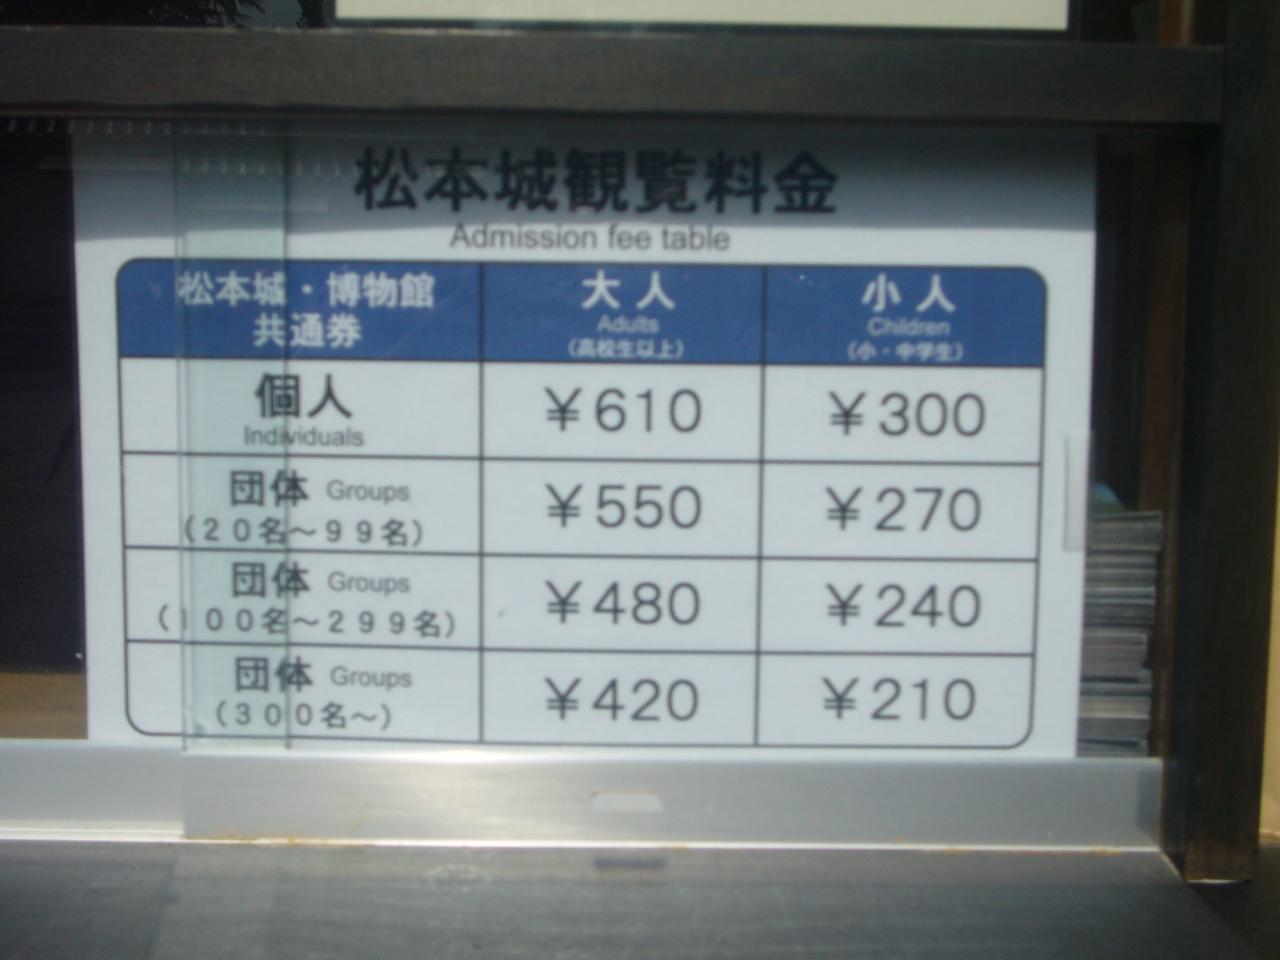 松本城観覧料金
Admission fee table
松本城・博物館
共通券
大人
Adults
(高校生以上)
小人
Children
(小・中学生)
個人
Individuals
¥610
¥300
団体 Groups
(20名～99名)
¥550
¥270
団体 Groups
(100名～299名)
¥480
¥240
団体 Groups
(300名～)
¥420
¥210